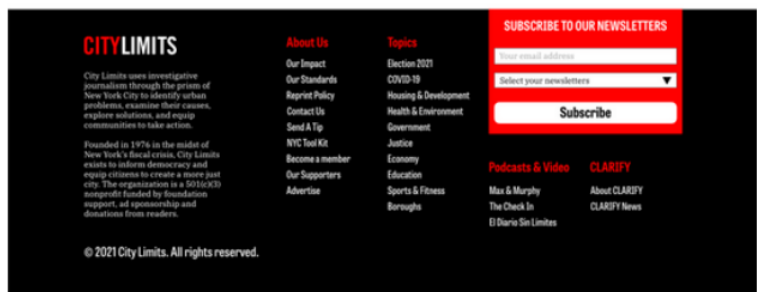 CITYLIMITS
City Limits uses investigative
journalism through the prism of
New York City to identify urban
problems, examine their causes,
explore solutions, and equip
communities to take action.
Founded in 1976 in the midst of
New York's fiscal crisis, City Limits
exists to inform democracy and
equip citizens to create a more just
city. The organization is a 501(c)(3)
nonprofit funded by foundation
support, ad sponsorship and
donations from readers.
© 2021 City Limits. All rights reserved.
About Us
Our Impact
Our Standards
Reprint Policy
Contact Us
Send A Tip
NYC Tool Kit
Become a member
Our Supporters
Advertise
Topics
Election 2021
COVID-19
Housing & Development
Health & Environment
Government
Justice
Economy
Education
Sports & Fitness
Boroughs
SUBSCRIBE TO OUR NEWSLETTERS
Your email address
Select your newsletters
Subscribe
Podcasts & Video
Max & Murphy
The Check In
El Diario Sin Limites
CLARIFY
About CLARIFY
CLARIFY News